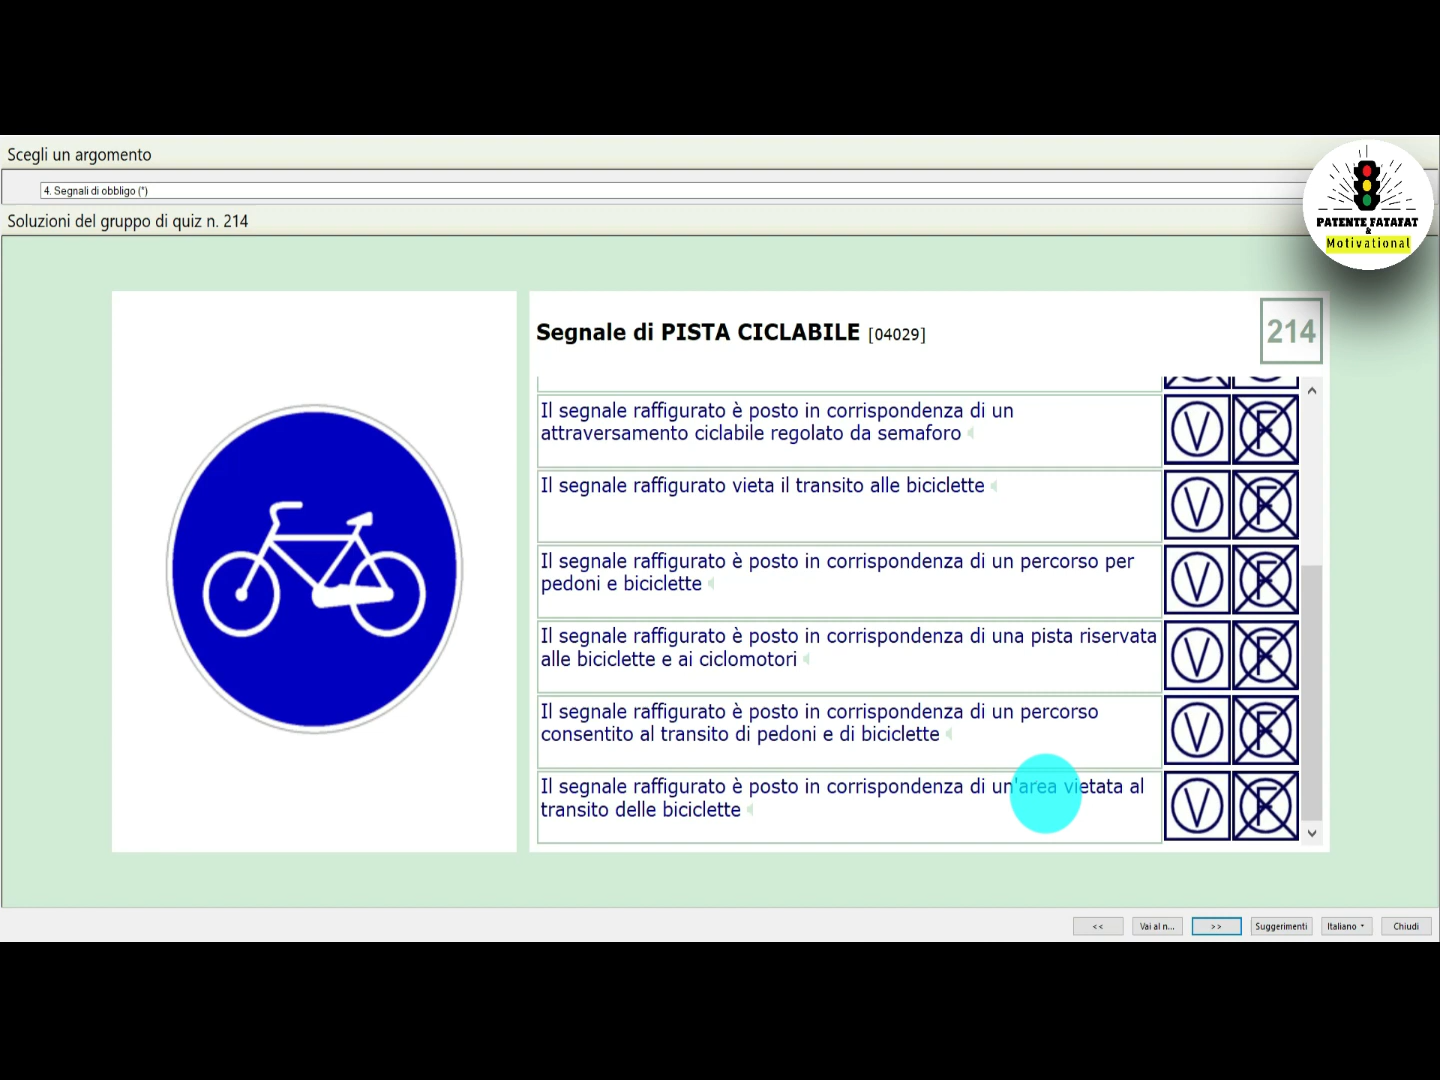 Scegli un argomento
4. Segnali di obbligo (*)
Soluzioni del gruppo di quiz n. 214
PATENTE FATAFAT
&
Motivational
Segnale di PISTA CICLABILE [04029]
214
Il segnale raffigurato è posto in corrispondenza di un
attraversamento ciclabile regolato da semaforo
V F
Il segnale raffigurato vieta il transito alle biciclette
V F
Il segnale raffigurato è posto in corrispondenza di un percorso per
pedoni e biciclette
V F
Il segnale raffigurato è posto in corrispondenza di una pista riservata
alle biciclette e ai ciclomotori
V F
Il segnale raffigurato è posto in corrispondenza di un percorso
consentito al transito di pedoni e di biciclette
V F
Il segnale raffigurato è posto in corrispondenza di un'area vietata al
transito delle biciclette
V F
<< Vai al n... >> Suggerimenti Italiano Chiudi